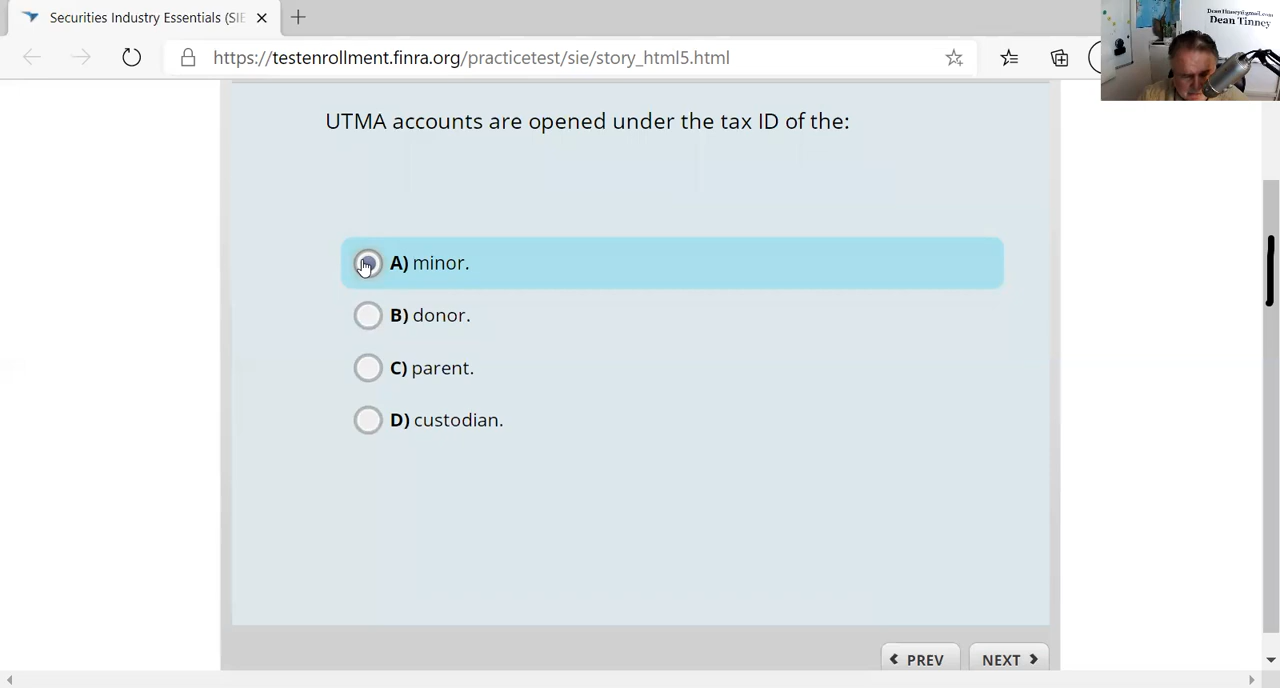 Securities Industry Essentials (SIE
https://testenrollment.finra.org/practicetest/sie/story_html5.html
Dean Tinney
UTMA accounts are opened under the tax ID of the:
A) minor.
B) donor.
C) parent.
D) custodian.
PREV
NEXT